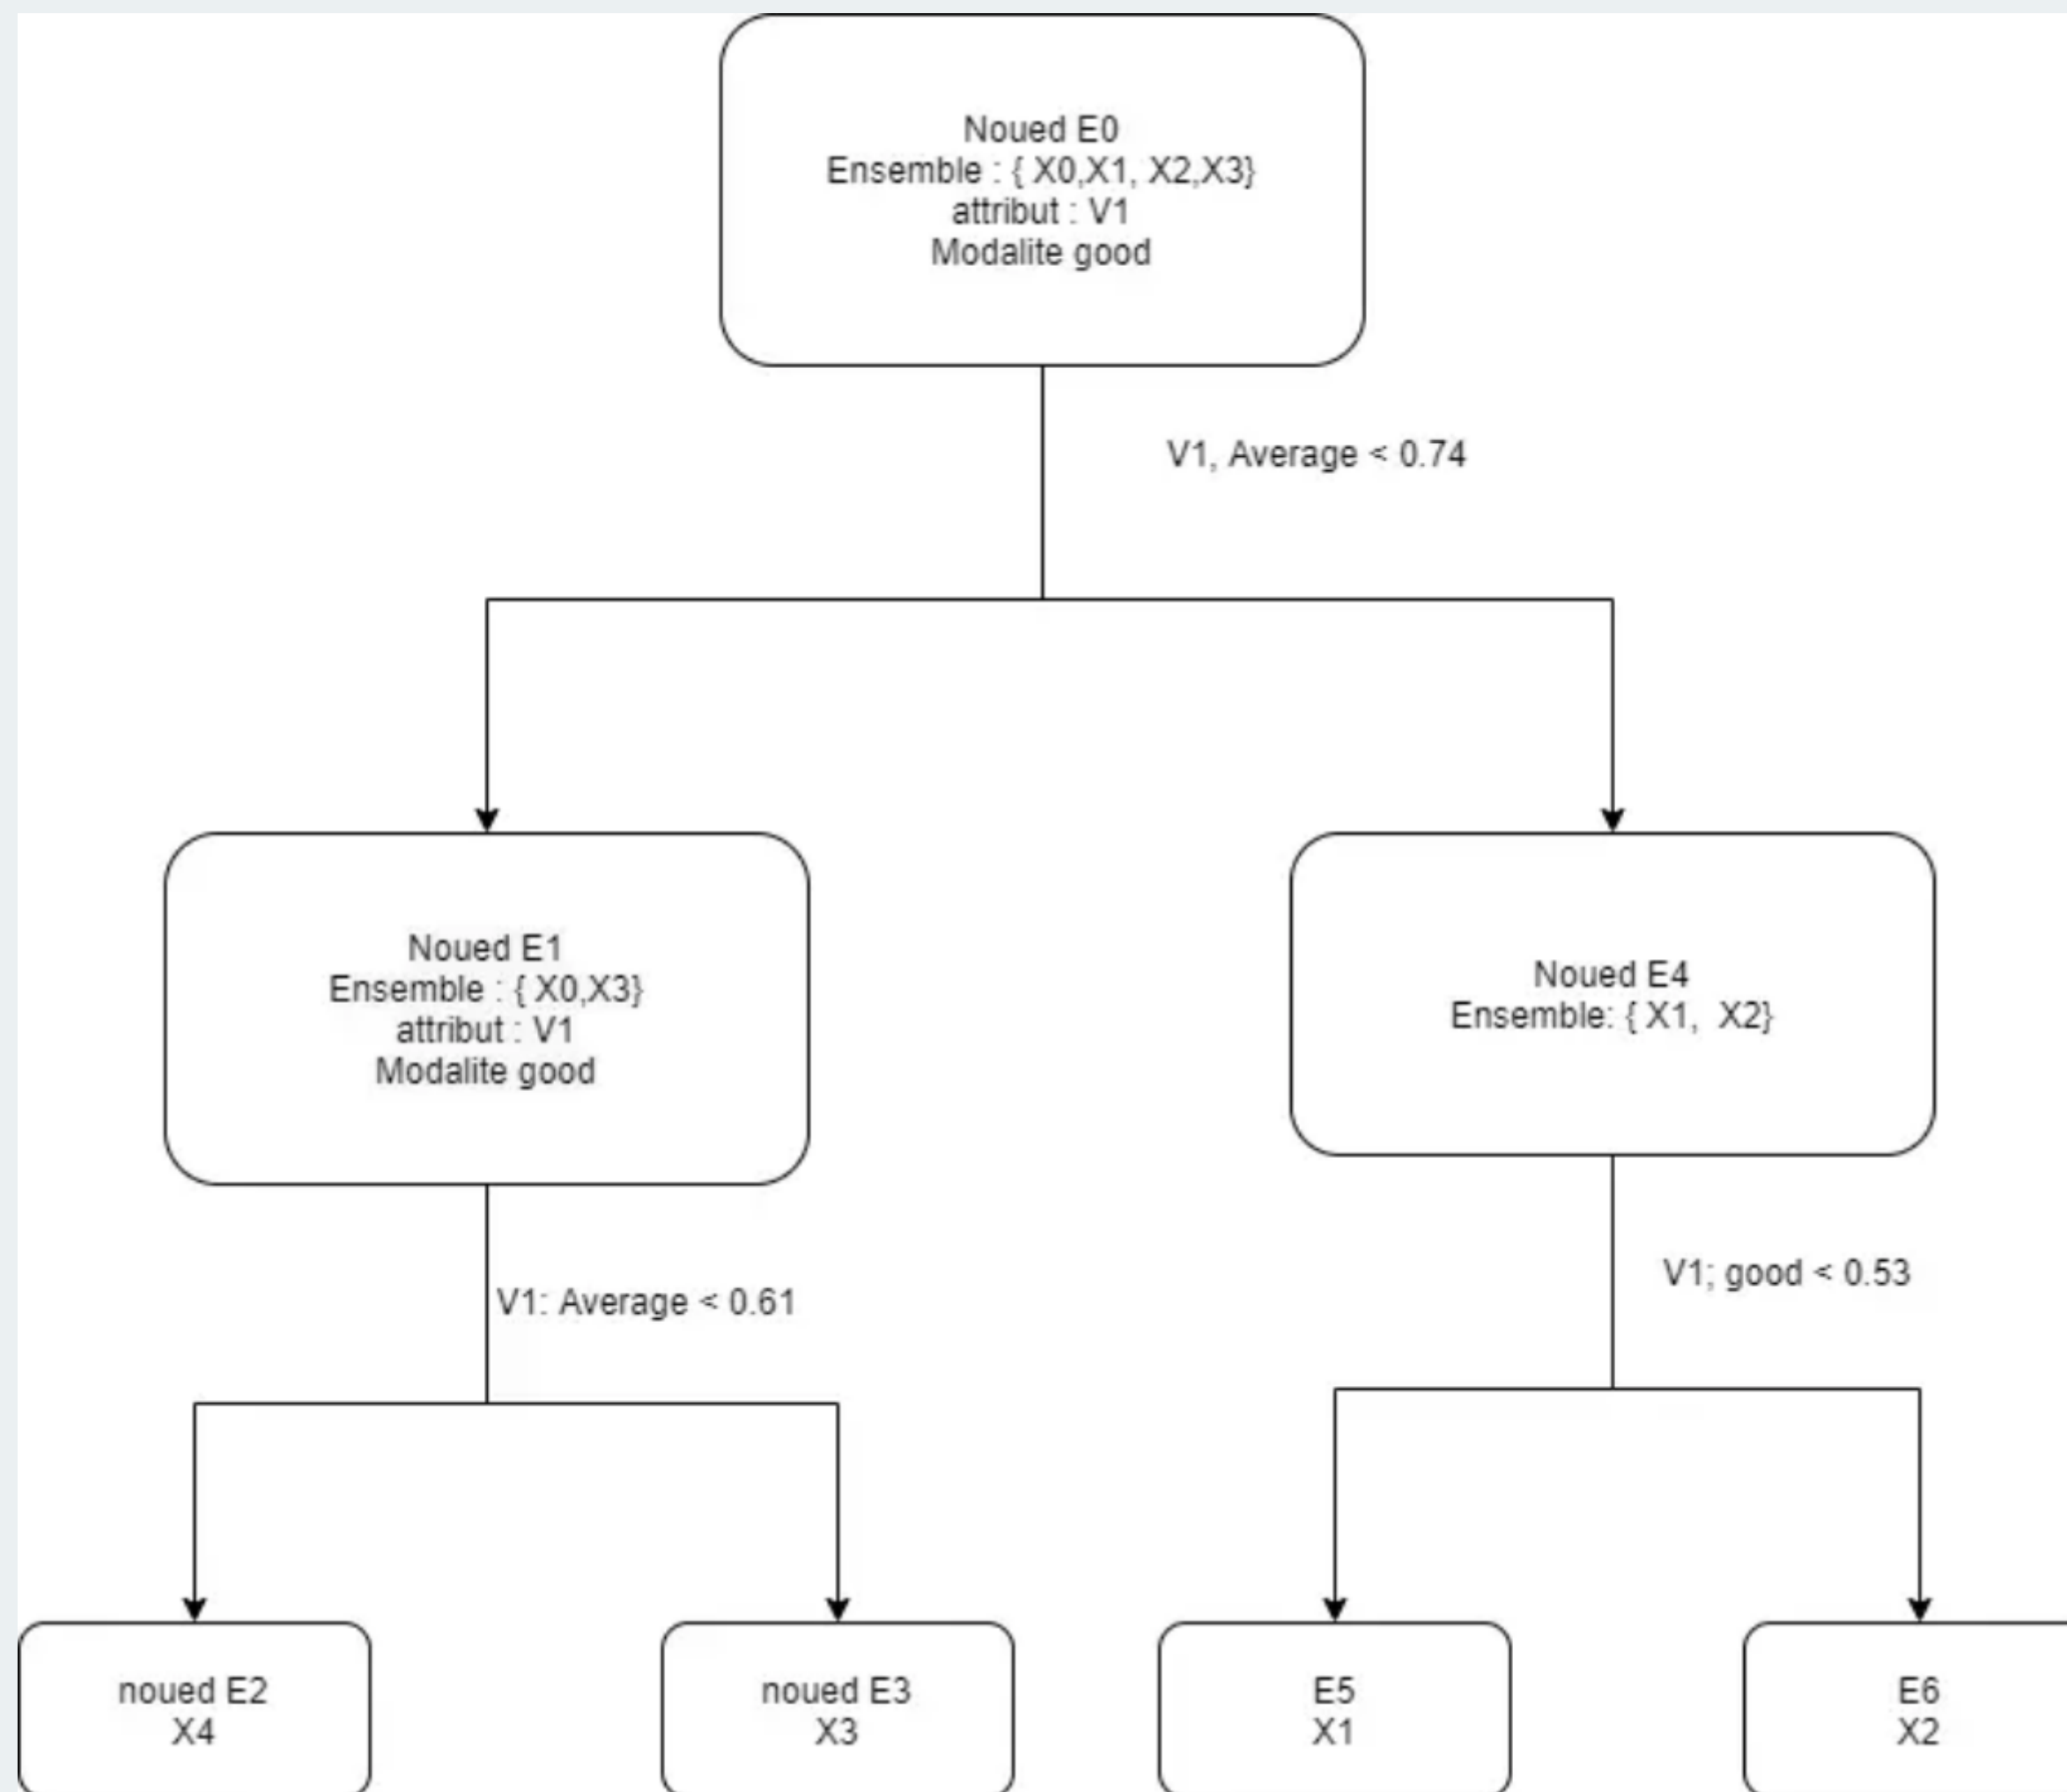 Noued E0
Ensemble : { X0,X1, X2,X3}
attribut : V1
Modalite good
V1, Average < 0.74
Noued E1
Ensemble : { X0,X3}
attribut : V1
Modalite good
Noued E4
Ensemble: { X1, X2}
V1: Average < 0.61
V1; good < 0.53
noued E2
X4
noued E3
X3
E5
X1
E6
X2